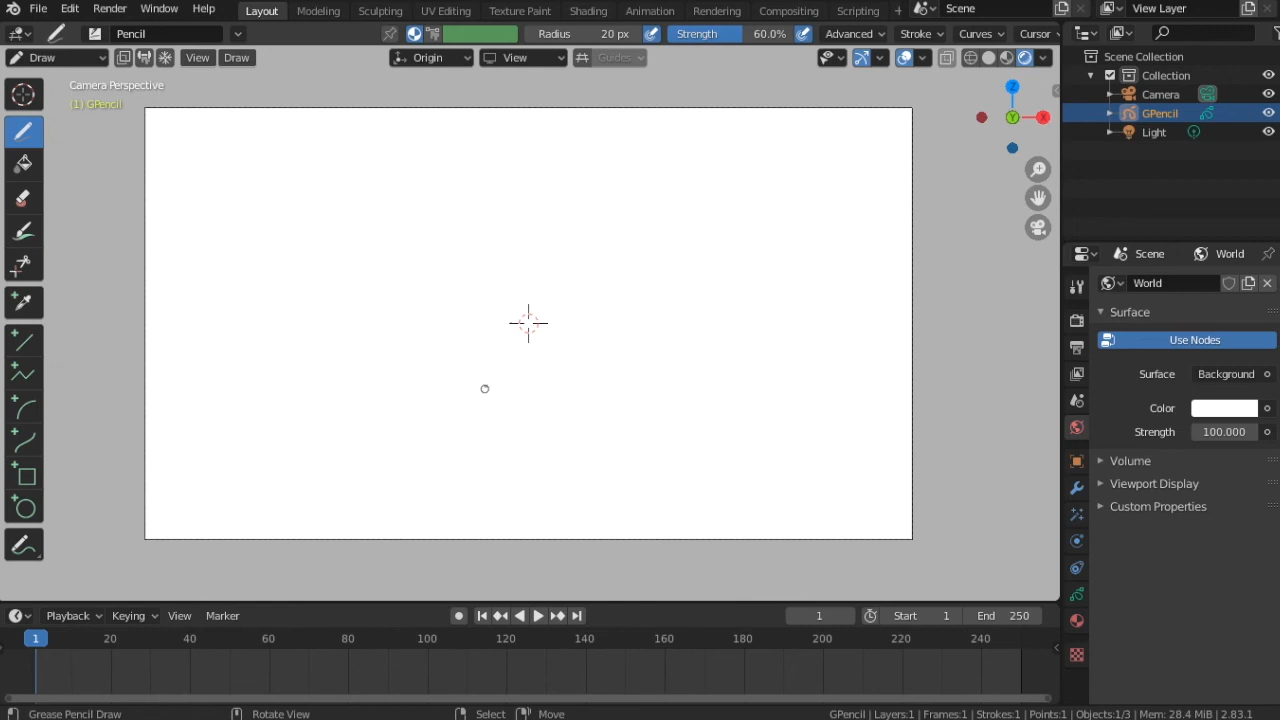 File Edit Render Window Help Layout Modeling Sculpting UV Editing Texture Paint Shading Animation Rendering Compositing Scripting + Scene View Layer
Pencil Radius 20 px Strength 60.0% Advanced Stroke Curves Cursor
Draw View Draw Origin View Guides
Scene Collection
Collection
Camera
GPencil
Light
Camera Perspective
(1) GPencil
Z
Y
X
Scene World
World
Surface
Use Nodes
Surface Background
Color
Strength 100.000
Volume
Viewport Display
Custom Properties
Playback Keying View Marker 1 Start 1 End 250
1 20 40 60 80 100 120 140 160 180 200 220 240
Grease Pencil Draw Rotate View Select Move GPencil | Layers:1 | Frames:1 | Strokes:1 | Points:1 | Objects:1/3 | Mem: 28.4 MiB | 2.83.1